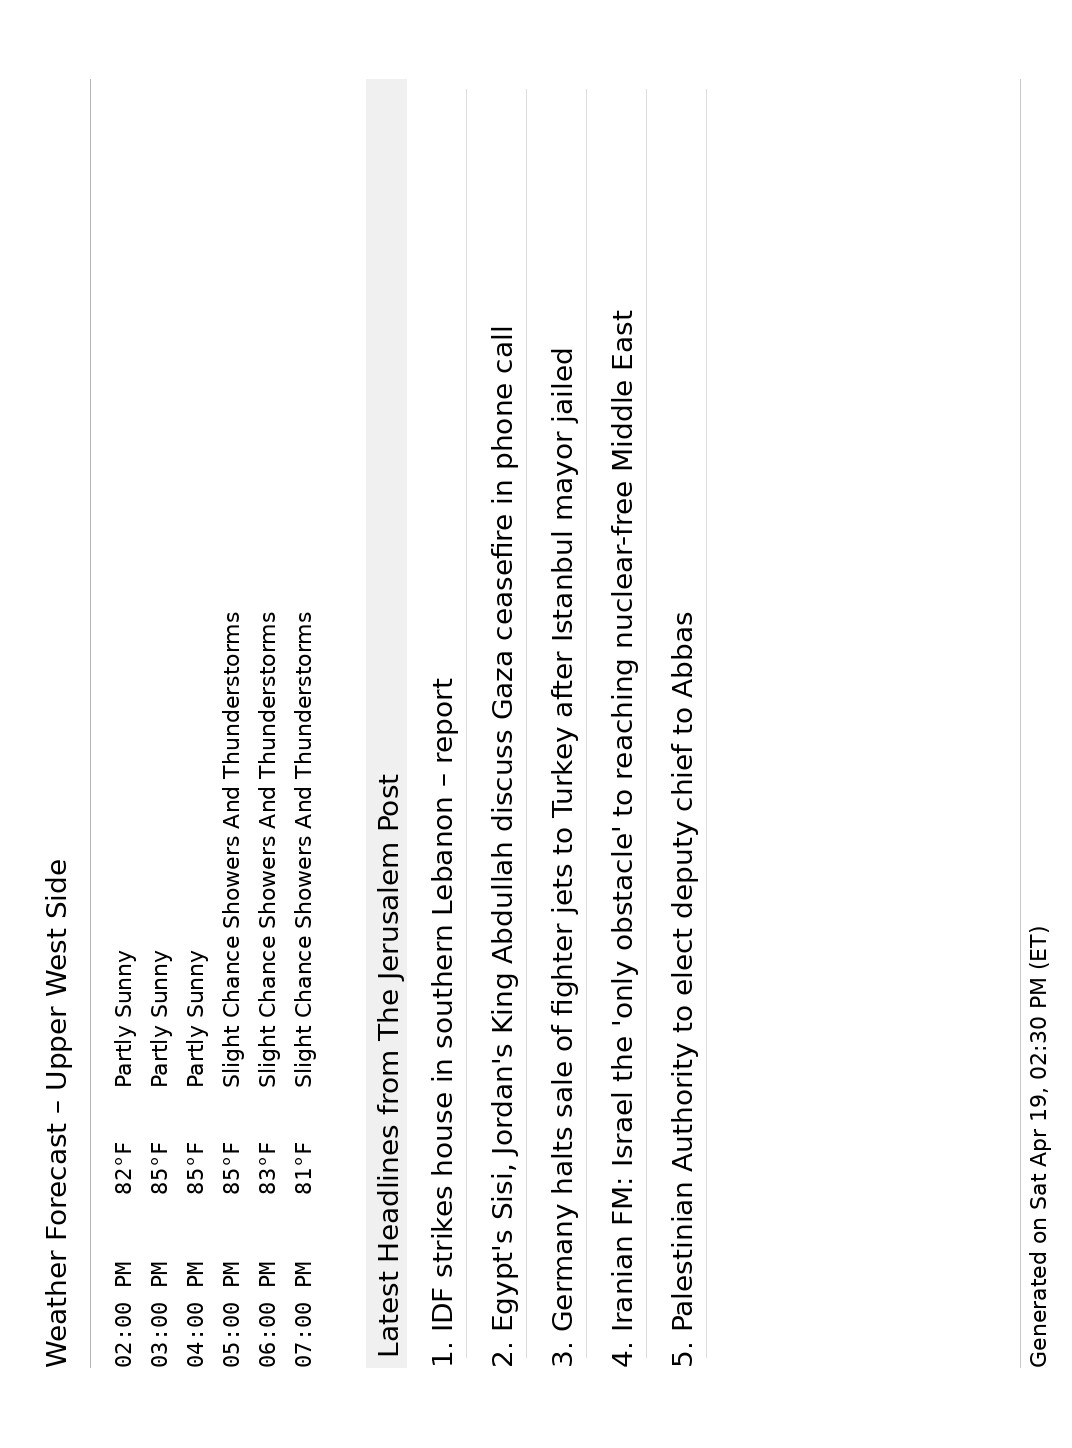 Weather Forecast – Upper West Side
02:00 PM 82°F Partly Sunny
03:00 PM 85°F Partly Sunny
04:00 PM 85°F Partly Sunny
05:00 PM 85°F Slight Chance Showers And Thunderstorms
06:00 PM 83°F Slight Chance Showers And Thunderstorms
07:00 PM 81°F Slight Chance Showers And Thunderstorms
Latest Headlines from The Jerusalem Post
1. IDF strikes house in southern Lebanon – report
2. Egypt's Sisi, Jordan's King Abdullah discuss Gaza ceasefire in phone call
3. Germany halts sale of fighter jets to Turkey after Istanbul mayor jailed
4. Iranian FM: Israel the 'only obstacle' to reaching nuclear-free Middle East
5. Palestinian Authority to elect deputy chief to Abbas
Generated on Sat Apr 19, 02:30 PM (ET)